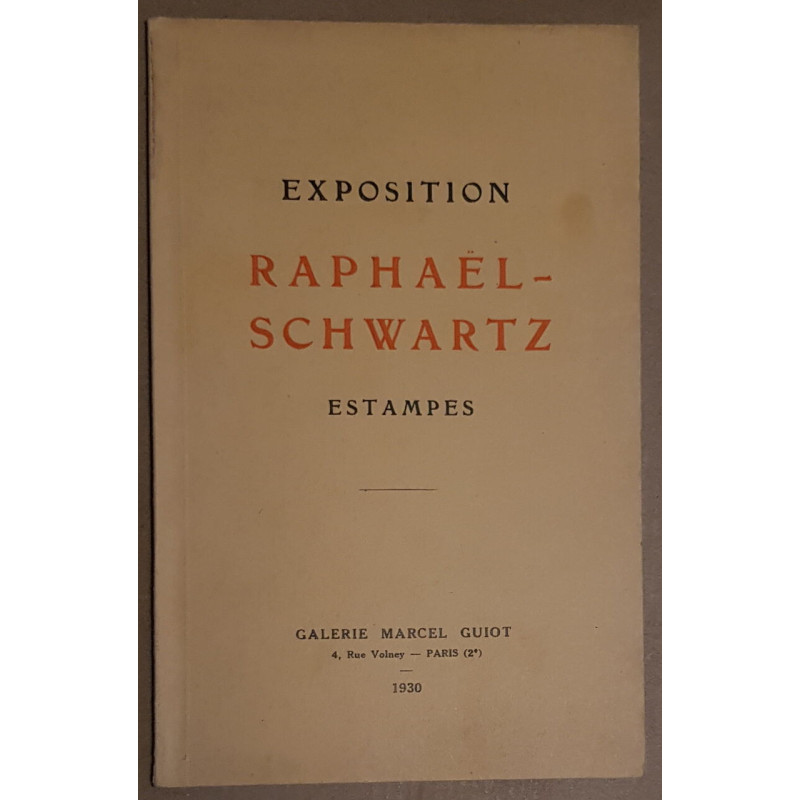 EXPOSITION
RAPHAËL-
SCHWARTZ
ESTAMPES
GALERIE MARCEL GUIOT
4, Rue Volney — PARIS (2e)
1930